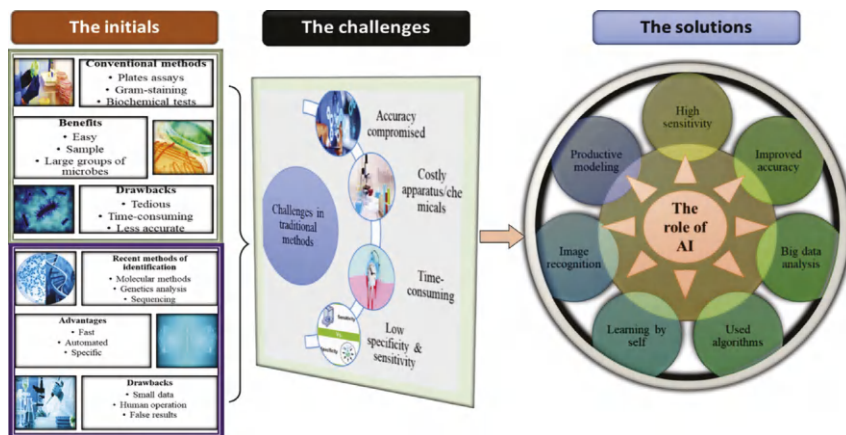 The initials
Conventional methods
• Plates assays
• Gram-staining
• Biochemical tests
Benefits
• Easy
• Sample
• Large groups of
microbes
Drawbacks
• Tedious
• Time-consuming
• Less accurate
Recent methods of
identification
• Molecular methods
• Genetics analysis
• Sequencing
Advantages
• Fast
• Automated
• Specific
Drawbacks
• Small data
• Human operation
• False results
The challenges
Challenges in
traditional
methods
Accuracy
compromised
Costly
apparatus/che
micals
Time-
consuming
Low
specificity &
sensitivity
Sensitivity
Specificity
The solutions
The
role of
AI
High
sensitivity
Improved
accuracy
Big data
analysis
Used
algorithms
Learning by
self
Image
recognition
Productive
modeling